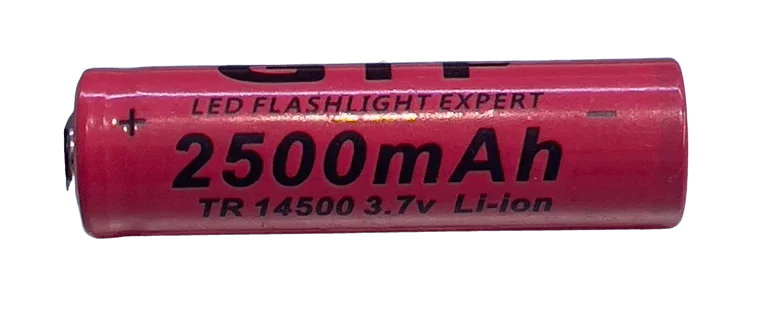 LED FLASHLIGHT EXPERT
+ −
2500mAh
TR 14500 3.7v Li-ion